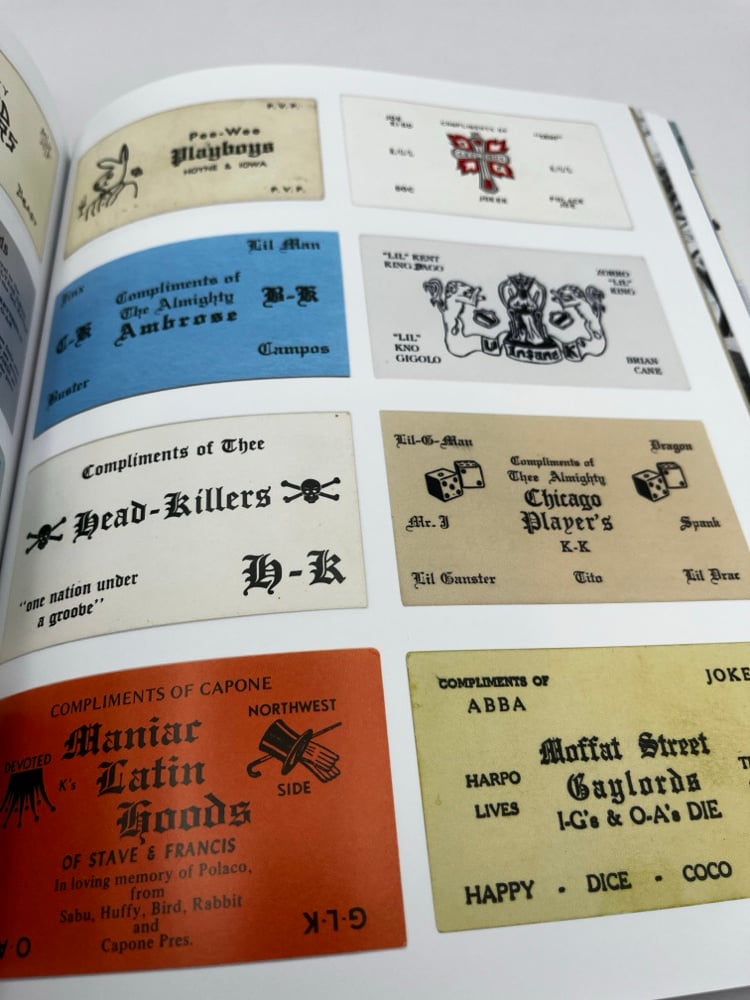 P.V.P.
Pee-Wee
Playboys
HOYNE & IOWA
P.V.P.
COMPLIMENTS OF
JOKER
Lil Man
Jinx
Compliments of
The Almighty
Ambrose
C-K
B-K
Buster
Campos
"LIL" KENT
KING JAGO
ZORRO
"LIL"
KING
Insane
"LIL"
KNO
GIGOLO
BRIAN
CANE
Compliments of Thee
Head-Killers
"one nation under
a groove"
H-K
Lil-G-Man
Dragon
Compliments of
Thee Almighty
Chicago
Player's
K-K
Mr. J
Spank
Lil Ganster
Tito
Lil Drac
COMPLIMENTS OF CAPONE
Maniac
Latin
Hoods
DEVOTED
K's
NORTHWEST
SIDE
OF STAVE & FRANCIS
In loving memory of Polaco,
from
Sabu, Huffy, Bird, Rabbit
and
Capone Pres.
G-L-K
COMPLIMENTS OF
ABBA
JOKE
Moffat Street
Gaylords
I-G's & O-A's DIE
HARPO
LIVES
HAPPY - DICE - COCO